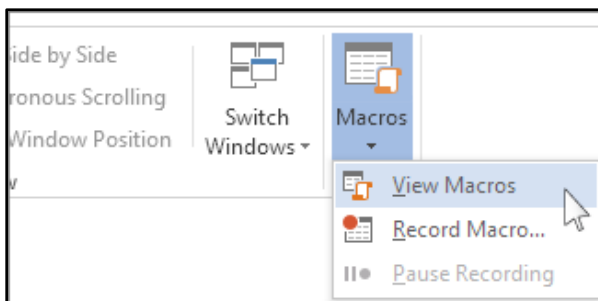 ide by Side
ronous Scrolling
Window Position
w
Switch
Windows
Macros
View Macros
Record Macro...
Pause Recording